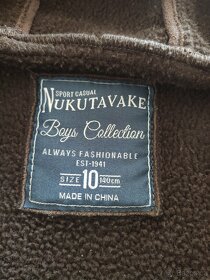 SPORT CASUAL
NUKUTAVAKE
Boys Collection
ALWAYS FASHIONABLE
EST-1941
SIZE 10 140cm
MADE IN CHINA